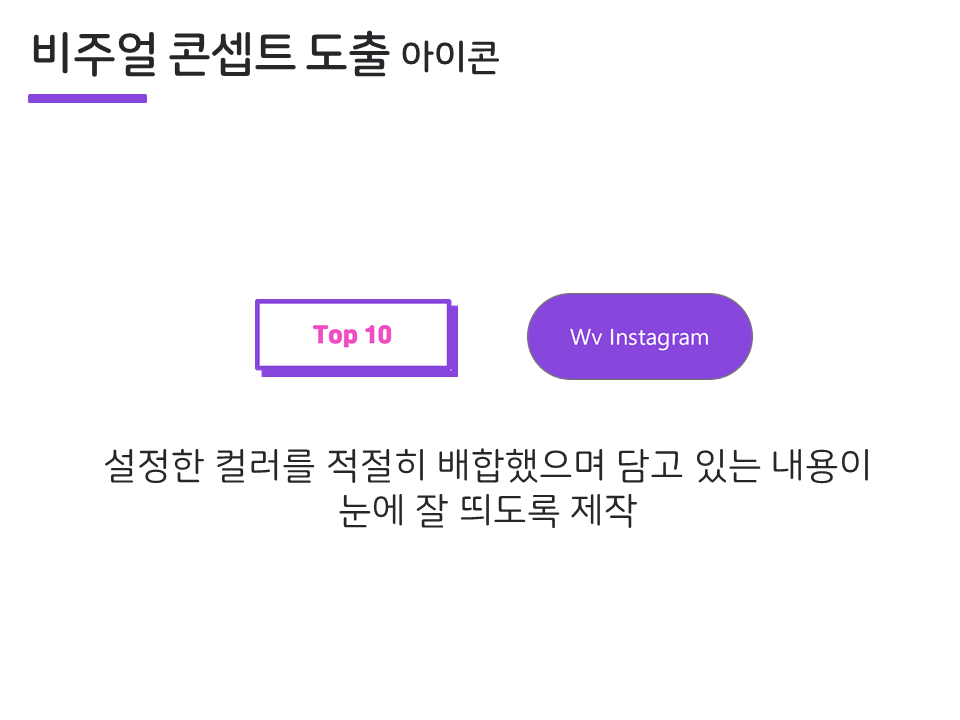 비주얼 콘셉트 도출 아이콘
Top 10
Wv Instagram
설정한 컬러를 적절히 배합했으며 담고 있는 내용이
눈에 잘 띄도록 제작